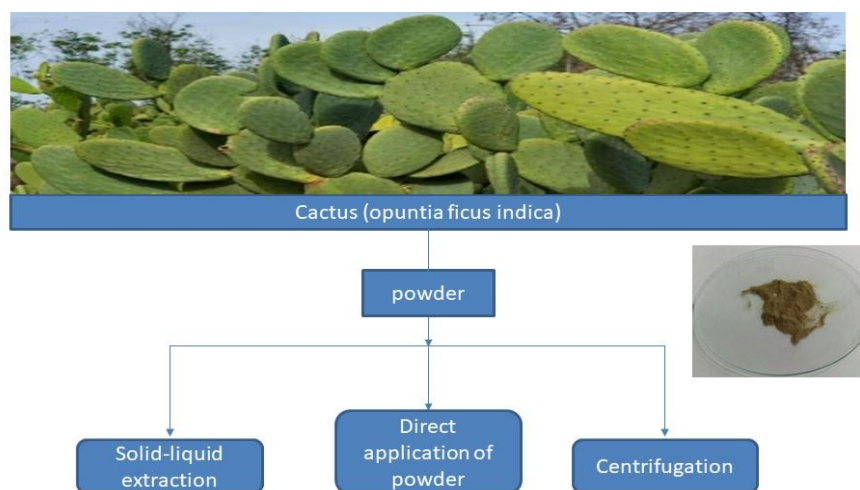 Cactus (opuntia ficus indica)
powder
Solid-liquid
extraction
Direct
application of
powder
Centrifugation